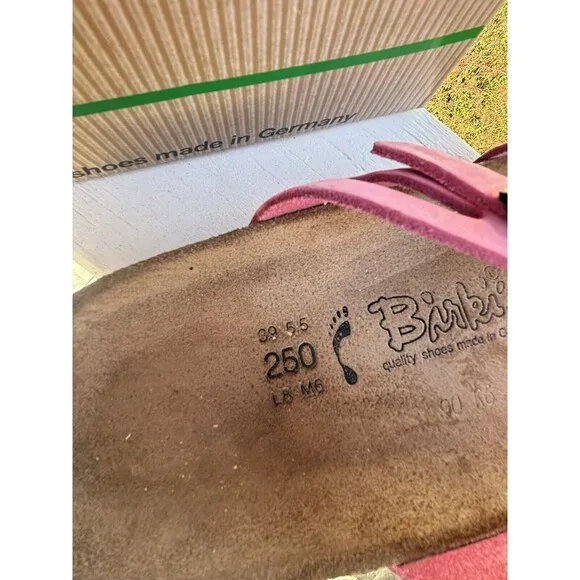 shoes made in Germany
39 5.5
250
L8 M6
Birki
quality shoes made in G